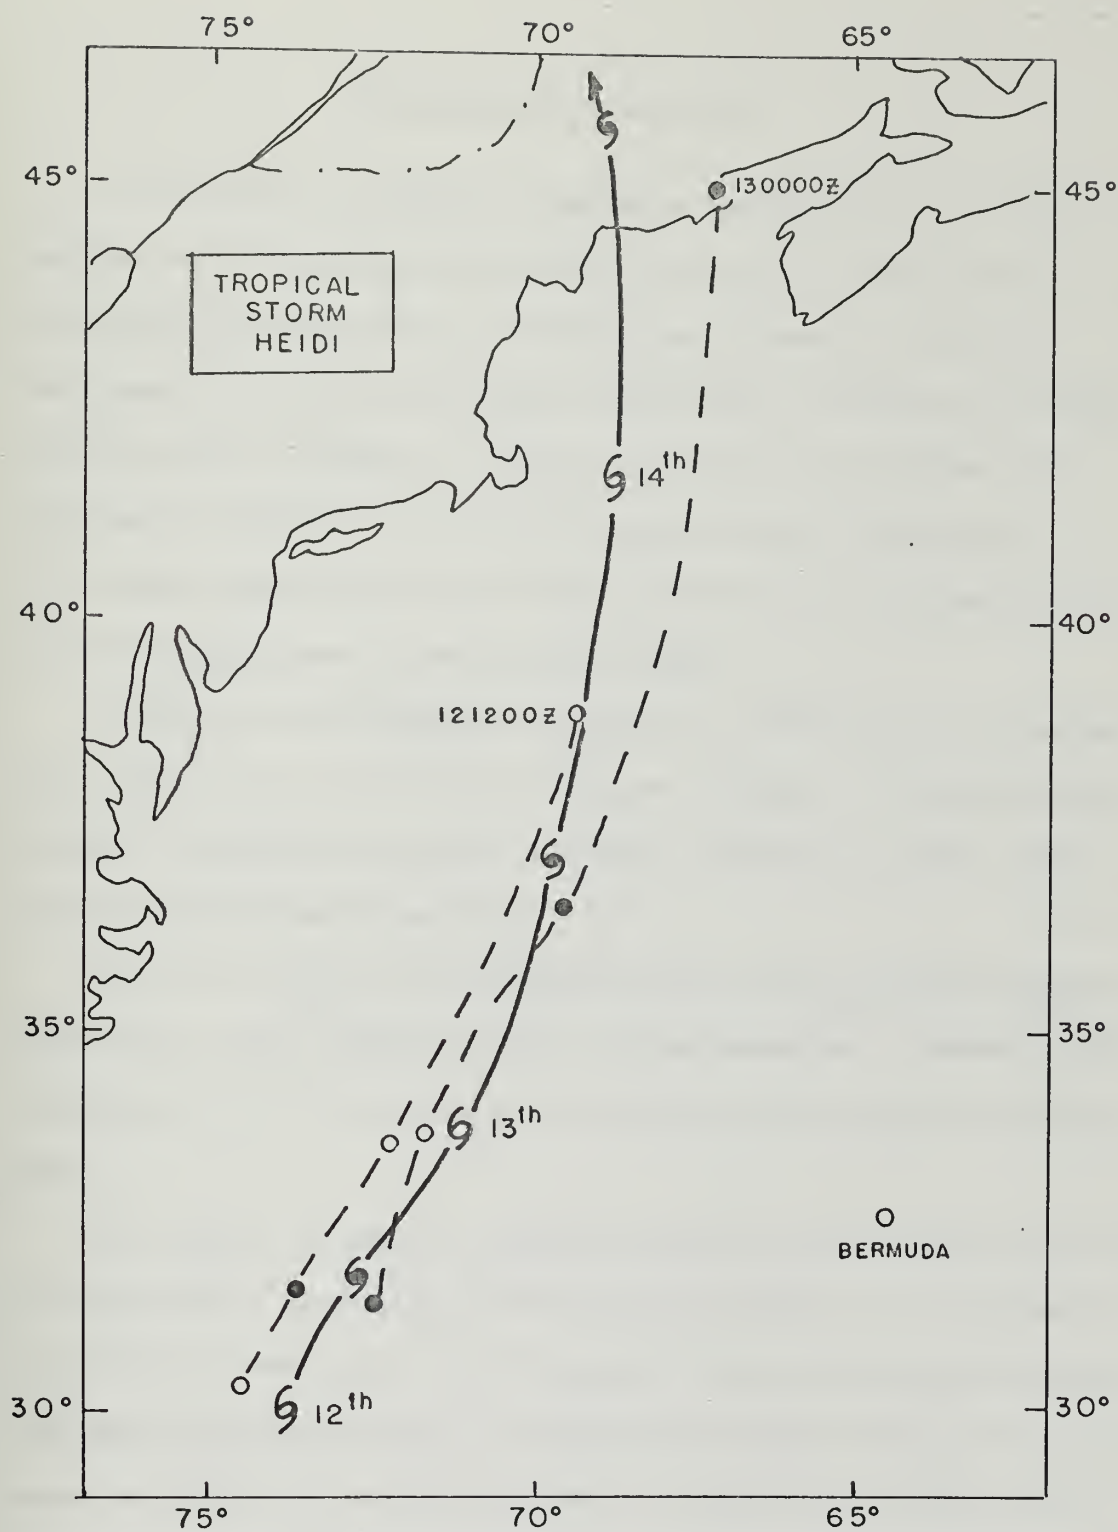 75° 70° 65°
45° 45°
130000Z
TROPICAL
STORM
HEIDI
14th
40° 40°
121200Z
35° 35°
13th
BERMUDA
30° 30°
12th
75° 70° 65°